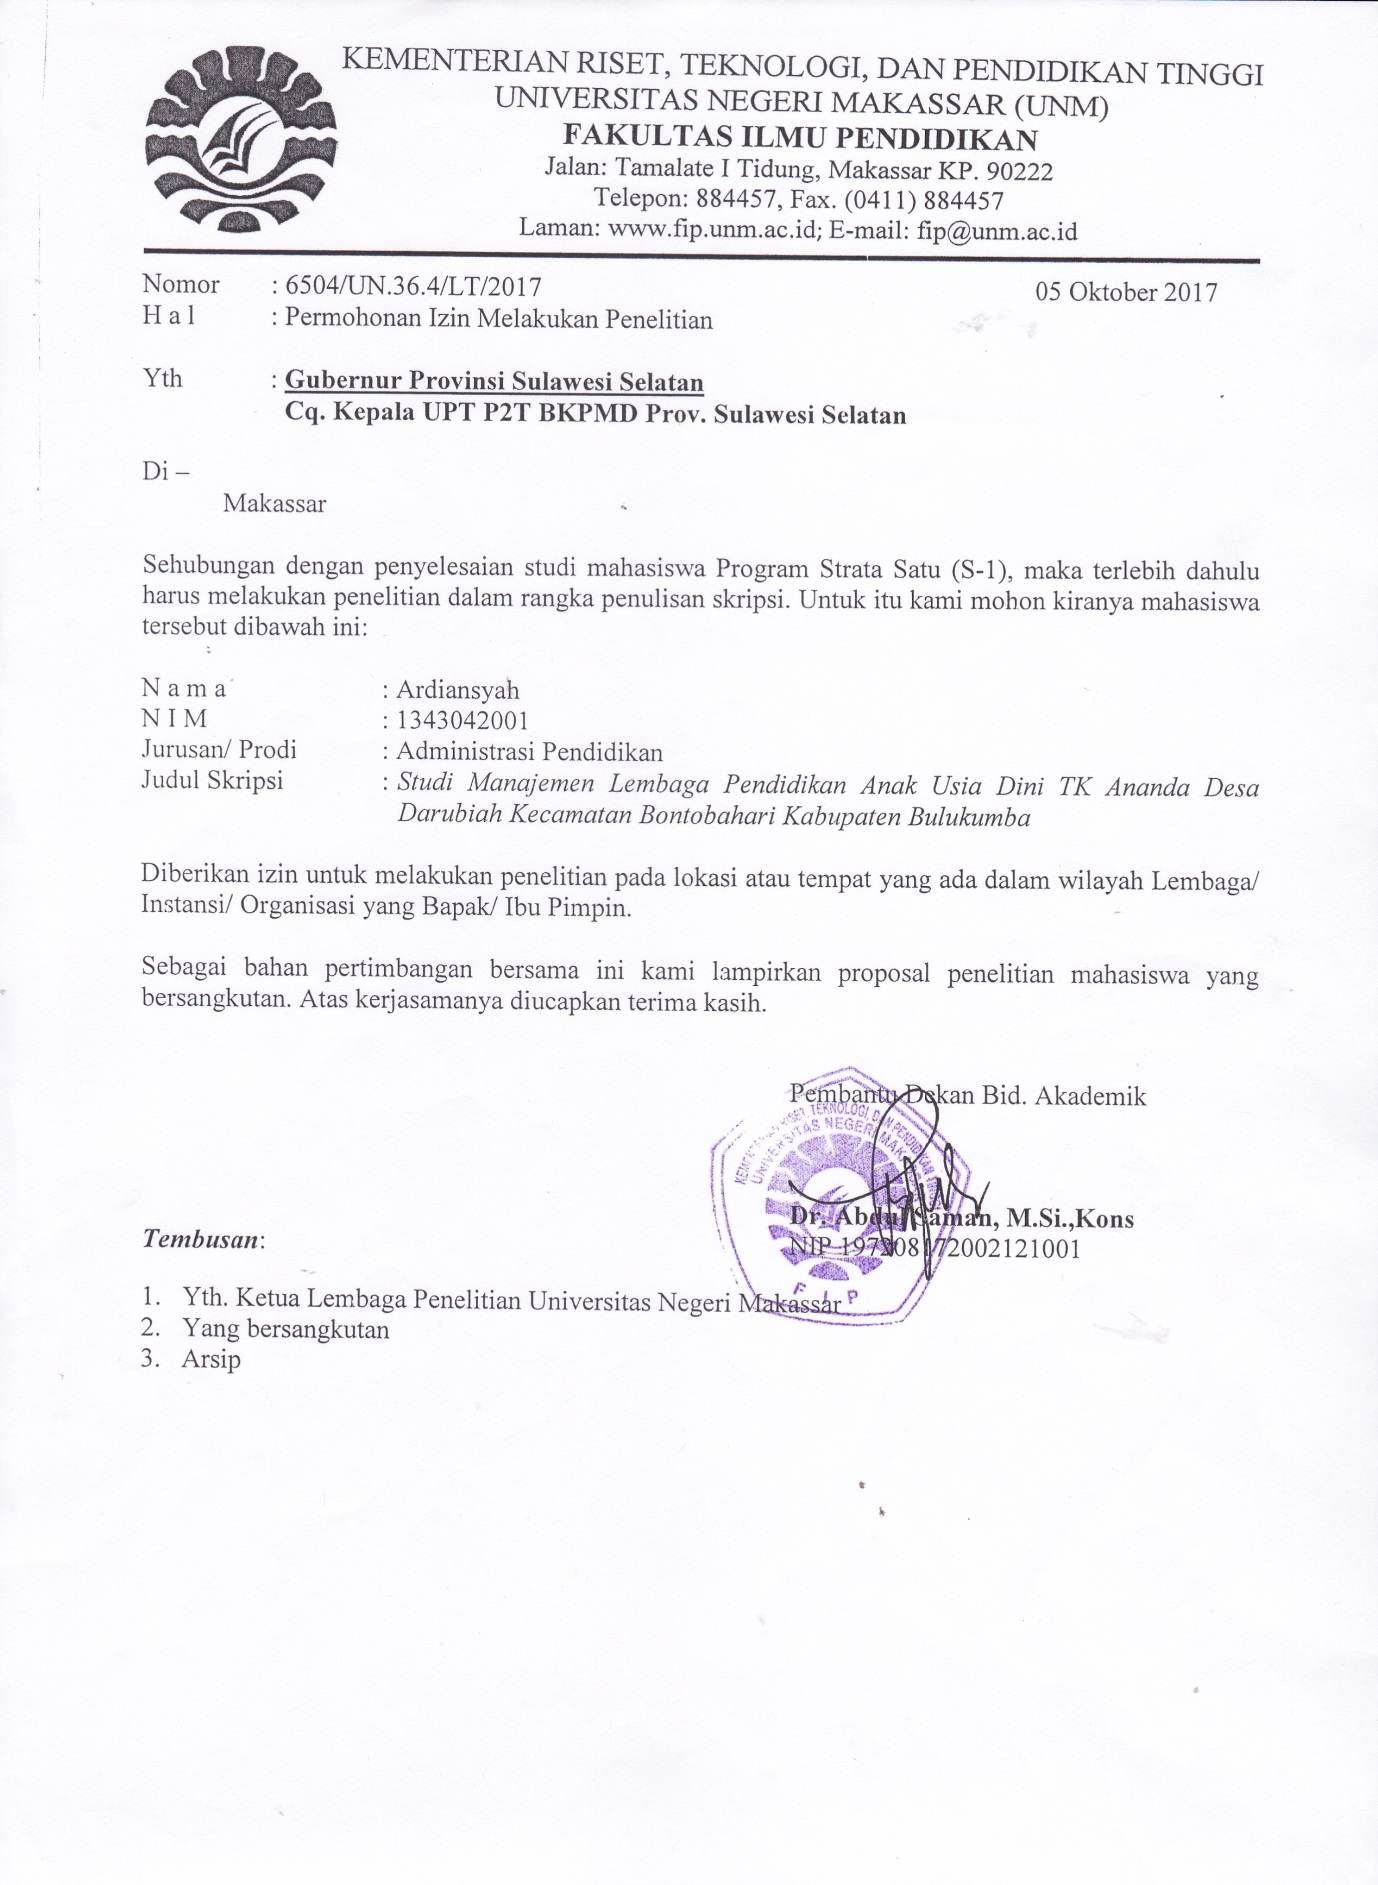 KEMENTERIAN RISET, TEKNOLOGI, DAN PENDIDIKAN TINGGI
UNIVERSITAS NEGERI MAKASSAR (UNM)
FAKULTAS ILMU PENDIDIKAN
Jalan: Tamalate I Tidung, Makassar KP. 90222
Telepon: 884457, Fax. (0411) 884457
Laman: www.fip.unm.ac.id; E-mail: fip@unm.ac.id
Nomor : 6504/UN.36.4/LT/2017 05 Oktober 2017
H a l : Permohonan Izin Melakukan Penelitian
Yth : Gubernur Provinsi Sulawesi Selatan
Cq. Kepala UPT P2T BKPMD Prov. Sulawesi Selatan
Di –
Makassar
Sehubungan dengan penyelesaian studi mahasiswa Program Strata Satu (S-1), maka terlebih dahulu
harus melakukan penelitian dalam rangka penulisan skripsi. Untuk itu kami mohon kiranya mahasiswa
tersebut dibawah ini:
N a m a : Ardiansyah
N I M : 1343042001
Jurusan/ Prodi : Administrasi Pendidikan
Judul Skripsi : Studi Manajemen Lembaga Pendidikan Anak Usia Dini TK Ananda Desa
Darubiah Kecamatan Bontobahari Kabupaten Bulukumba
Diberikan izin untuk melakukan penelitian pada lokasi atau tempat yang ada dalam wilayah Lembaga/
Instansi/ Organisasi yang Bapak/ Ibu Pimpin.
Sebagai bahan pertimbangan bersama ini kami lampirkan proposal penelitian mahasiswa yang
bersangkutan. Atas kerjasamanya diucapkan terima kasih.
Pembantu Dekan Bid. Akademik
UNIVERSITAS NEGERI
Dr. Abdul Saman, M.Si.,Kons
NIP 197208172002121001
F I P
Tembusan:
1. Yth. Ketua Lembaga Penelitian Universitas Negeri Makassar
2. Yang bersangkutan
3. Arsip